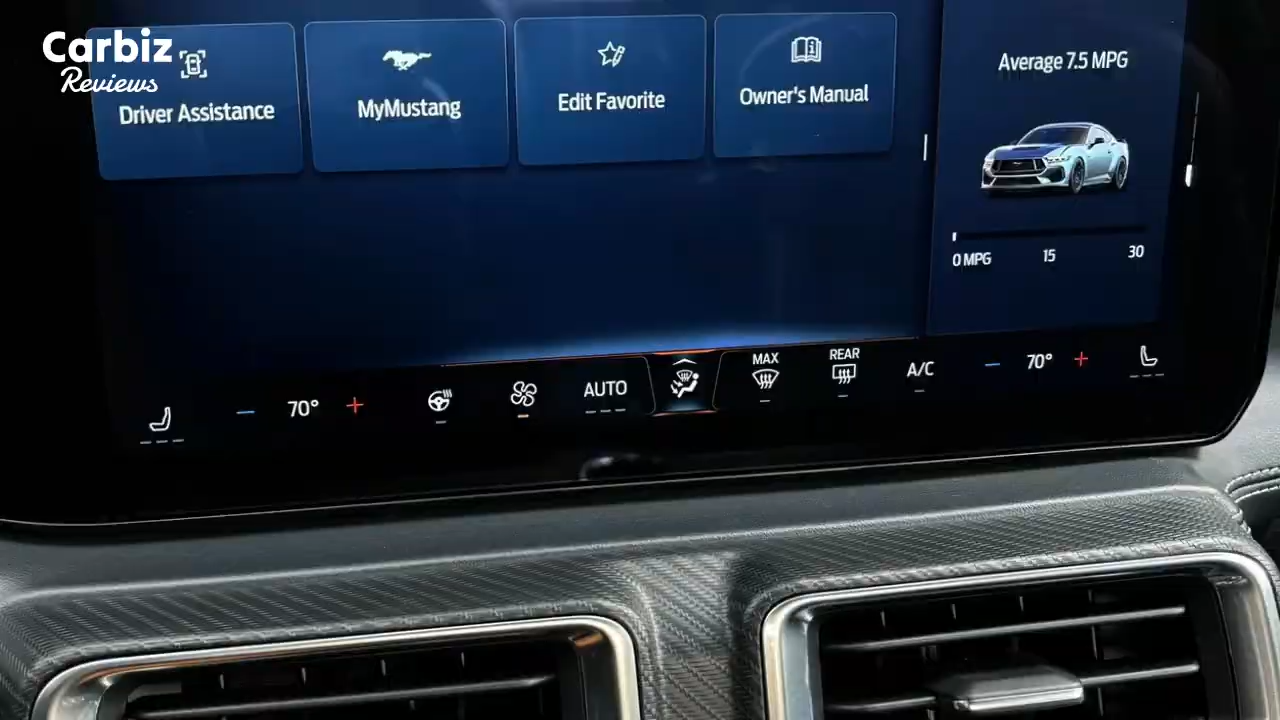 Carbiz
Reviews
Driver Assistance
MyMustang
Edit Favorite
Owner's Manual
Average 7.5 MPG
0 MPG 15 30
70°
AUTO
MAX
REAR
A/C
70°